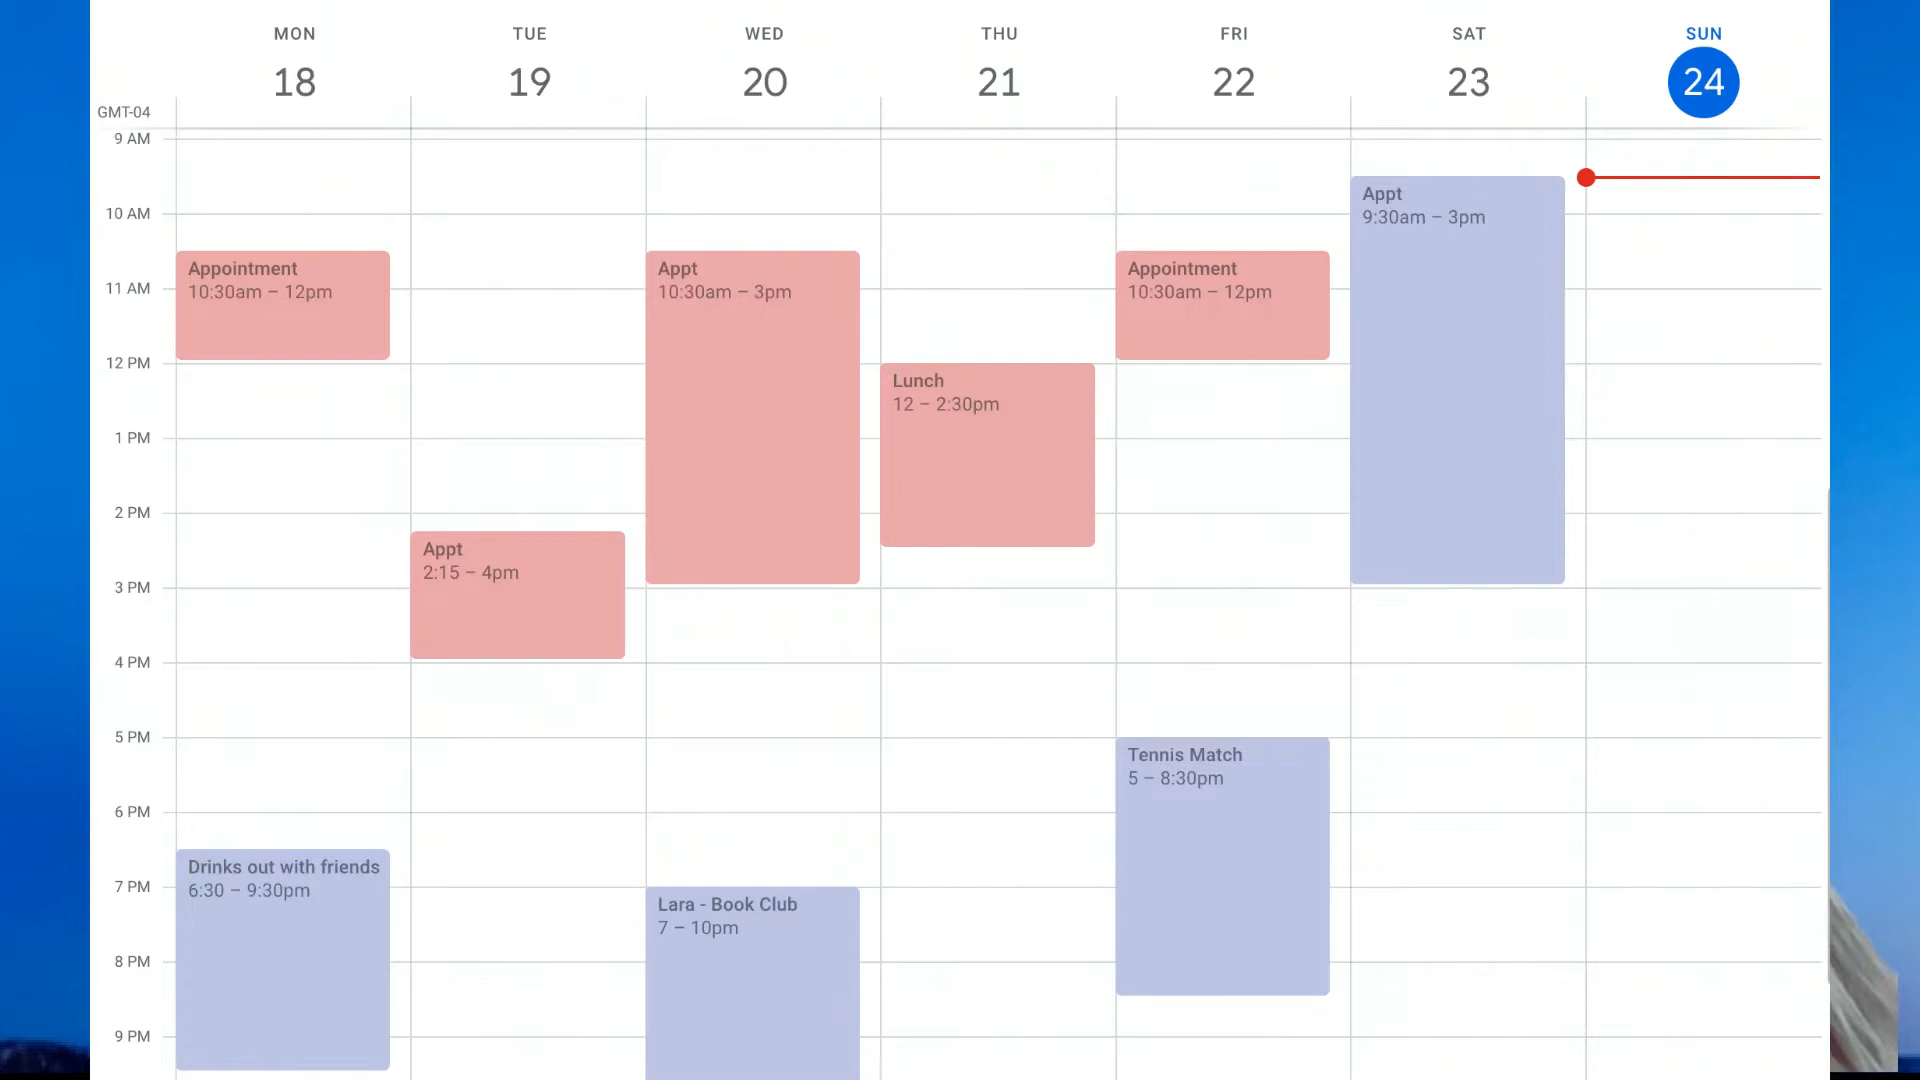 MON
TUE
WED
THU
FRI
SAT
SUN
18
19
20
21
22
23
24
GMT-04
9 AM
10 AM
11 AM
12 PM
1 PM
2 PM
3 PM
4 PM
5 PM
6 PM
7 PM
8 PM
9 PM
Appointment
10:30am – 12pm
Drinks out with friends
6:30 – 9:30pm
Appt
2:15 – 4pm
Appt
10:30am – 3pm
Lara - Book Club
7 – 10pm
Lunch
12 – 2:30pm
Appointment
10:30am – 12pm
Tennis Match
5 – 8:30pm
Appt
9:30am – 3pm